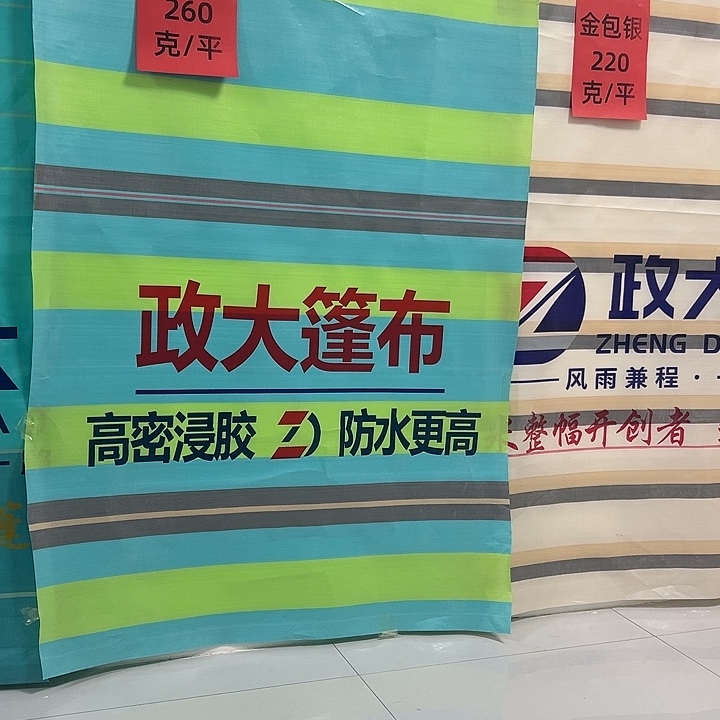 260
克/平
政大篷布
高密浸胶 防水更高
金包银
220
克/平
政大
ZHENG D
风雨兼程·
整幅开创者